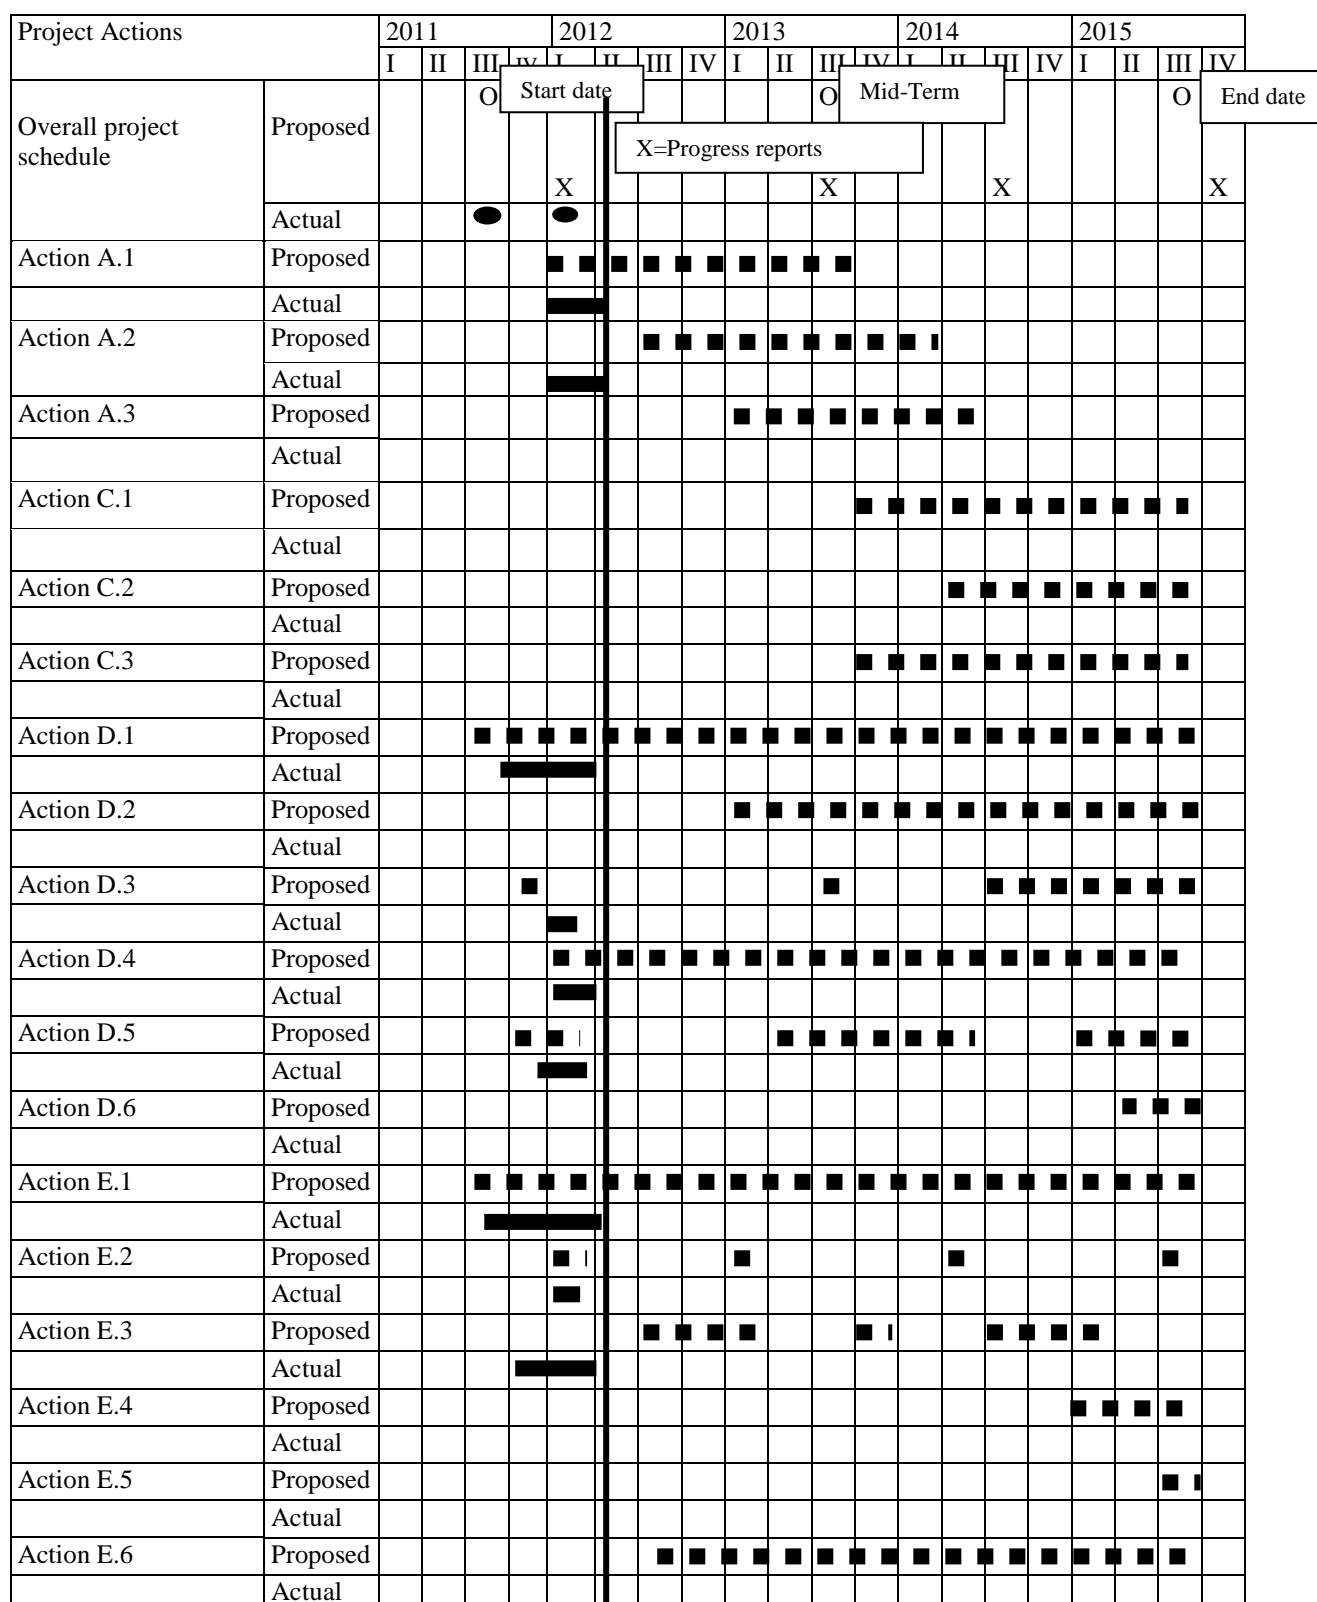 Project Actions 2011 2012 2013 2014 2015
I II III IV I II III IV I II III IV I II III IV I II III IV
O Start date O Mid-Term O End date
Overall project schedule Proposed
X=Progress reports
X X X X
Actual
Action A.1 Proposed
Actual
Action A.2 Proposed
Actual
Action A.3 Proposed
Actual
Action C.1 Proposed
Actual
Action C.2 Proposed
Actual
Action C.3 Proposed
Actual
Action D.1 Proposed
Actual
Action D.2 Proposed
Actual
Action D.3 Proposed
Actual
Action D.4 Proposed
Actual
Action D.5 Proposed
Actual
Action D.6 Proposed
Actual
Action E.1 Proposed
Actual
Action E.2 Proposed
Actual
Action E.3 Proposed
Actual
Action E.4 Proposed
Actual
Action E.5 Proposed
Actual
Action E.6 Proposed
Actual